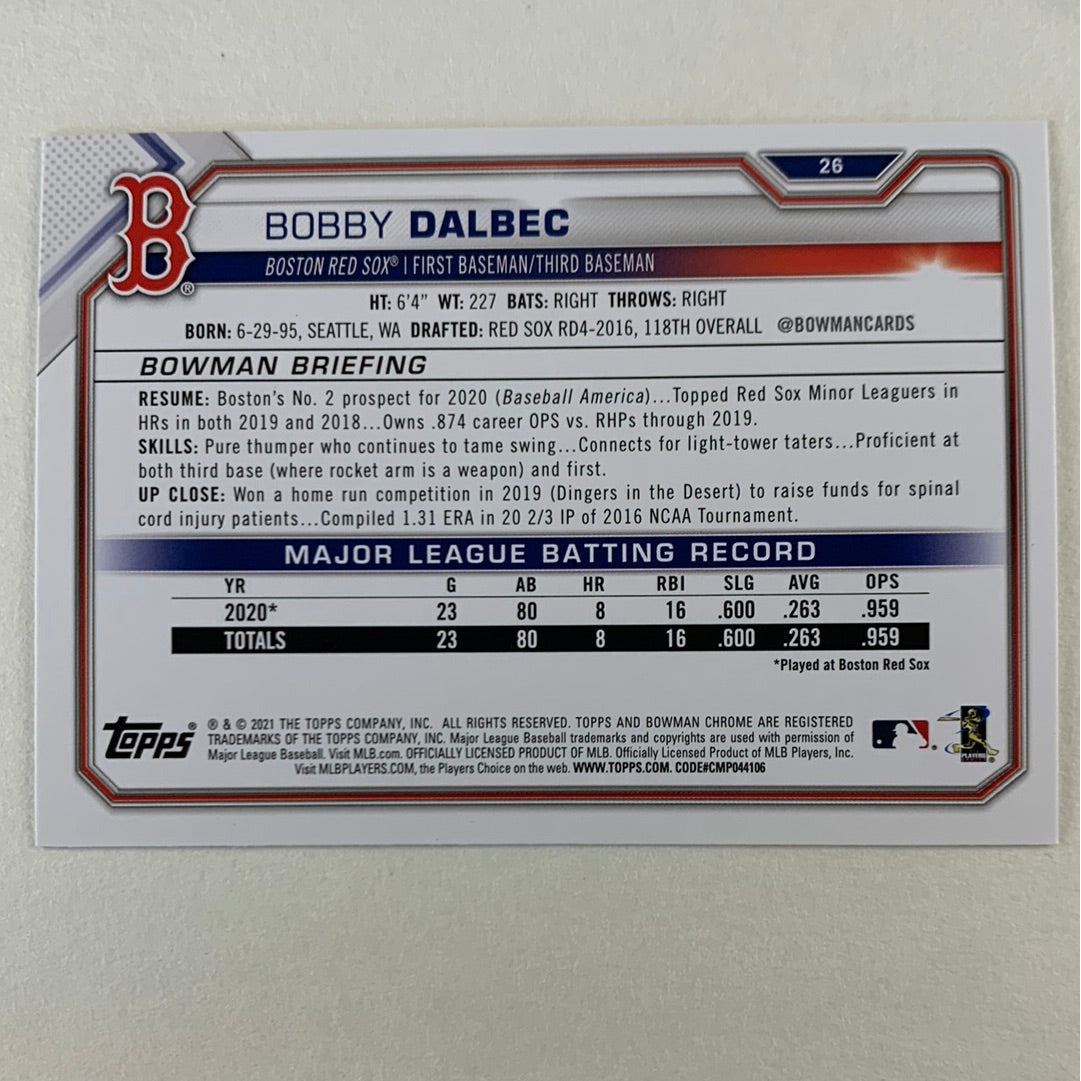 26
B®
BOBBY DALBEC
BOSTON RED SOX® | FIRST BASEMAN/THIRD BASEMAN
HT: 6'4" WT: 227 BATS: RIGHT THROWS: RIGHT
BORN: 6-29-95, SEATTLE, WA DRAFTED: RED SOX RD4-2016, 118TH OVERALL @BOWMANCARDS
BOWMAN BRIEFING
RESUME: Boston's No. 2 prospect for 2020 (Baseball America)...Topped Red Sox Minor Leaguers in
HRs in both 2019 and 2018...Owns .874 career OPS vs. RHPs through 2019.
SKILLS: Pure thumper who continues to tame swing...Connects for light-tower taters...Proficient at
both third base (where rocket arm is a weapon) and first.
UP CLOSE: Won a home run competition in 2019 (Dingers in the Desert) to raise funds for spinal
cord injury patients...Compiled 1.31 ERA in 20 2/3 IP of 2016 NCAA Tournament.
MAJOR LEAGUE BATTING RECORD
YR G AB HR RBI SLG AVG OPS
2020* 23 80 8 16 .600 .263 .959
TOTALS 23 80 8 16 .600 .263 .959
*Played at Boston Red Sox
Topps®
® & © 2021 THE TOPPS COMPANY, INC. ALL RIGHTS RESERVED. TOPPS AND BOWMAN CHROME ARE REGISTERED
TRADEMARKS OF THE TOPPS COMPANY, INC. Major League Baseball trademarks and copyrights are used with permission of
Major League Baseball. Visit MLB.com. OFFICIALLY LICENSED PRODUCT OF MLB. Officially Licensed Product of MLB Players, Inc.
Visit MLBPLAYERS.COM, the Players Choice on the web. WWW.TOPPS.COM. CODE#CMP044106
PLAYERS